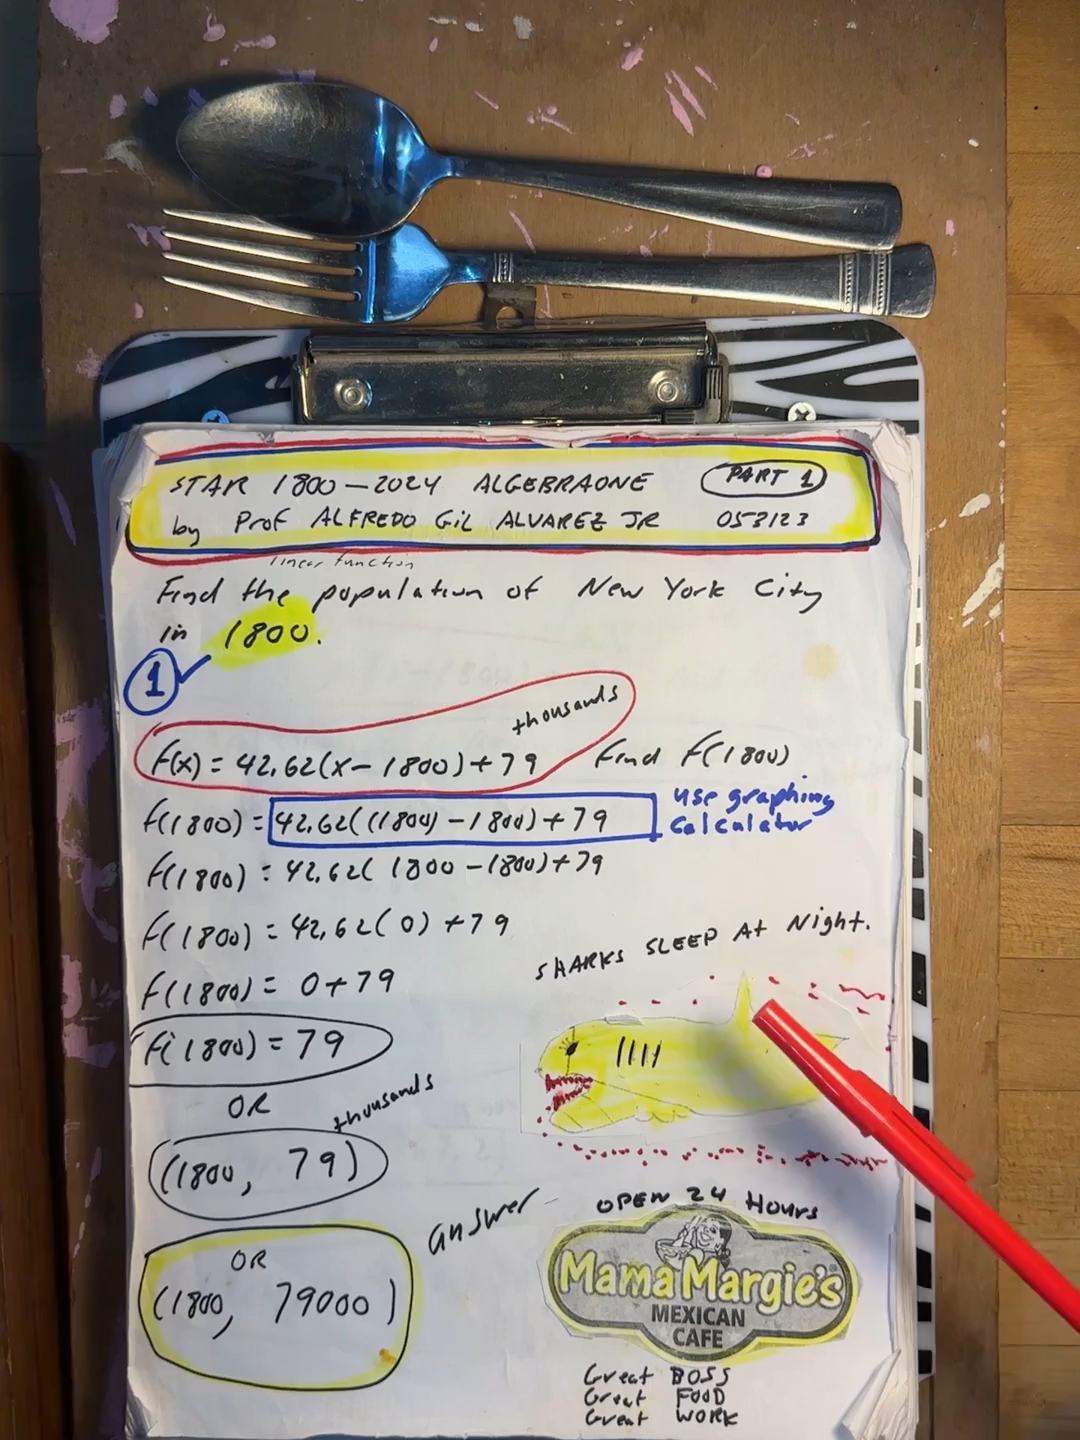 STAR 1800-2024 ALGEBRAONE PART 1
by Prof ALFREDO GiL ALVAREZ JR 053123
linear function
Find the population of New York City
in 1800.
1
thousands
f(x) = 42.62(x-1800)+79 Find f(1800)
f(1800) = 42.62((1800)-1800)+79 use graphing
calculator
f(1800) = 42.62(1800-1800)+79
f(1800) = 42.62(0)+79
SHARKS SLEEP At Night.
f(1800) = 0+79
f(1800) = 79
OR
thousands
(1800, 79)
answer
OPEN 24 Hours
OR
(1800, 79000)
Mama Margie's
MEXICAN
CAFE
Great BOSS
Great FOOD
Great WORK